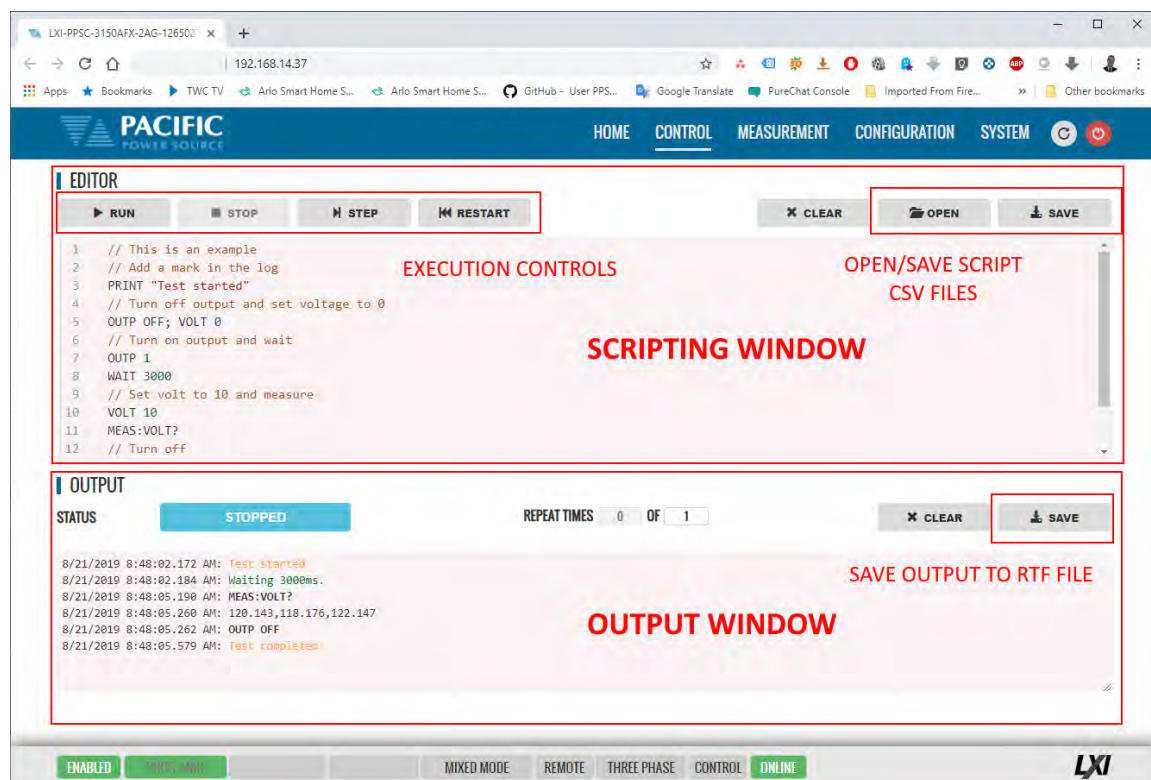 LXI-PPSC-3150AFX-2AG-126502
192.168.14.37
Apps Bookmarks TWC TV Arlo Smart Home S... Arlo Smart Home S... GitHub - User PPS... Google Translate PureChat Console Imported From Fire... » Other bookmarks
PACIFIC
POWER SOURCE
HOME CONTROL MEASUREMENT CONFIGURATION SYSTEM
EDITOR
RUN STOP STEP RESTART CLEAR OPEN SAVE
1 // This is an example
2 // Add a mark in the log
3 PRINT "Test started"
4 // Turn off output and set voltage to 0
5 OUTP OFF; VOLT 0
6 // Turn on output and wait
7 OUTP 1
8 WAIT 3000
9 // Set volt to 10 and measure
10 VOLT 10
11 MEAS:VOLT?
12 // Turn off
EXECUTION CONTROLS
OPEN/SAVE SCRIPT
CSV FILES
SCRIPTING WINDOW
OUTPUT
STATUS STOPPED REPEAT TIMES 0 OF 1 CLEAR SAVE
8/21/2019 8:48:02.172 AM: Test started
8/21/2019 8:48:02.184 AM: Waiting 3000ms.
8/21/2019 8:48:05.190 AM: MEAS:VOLT?
8/21/2019 8:48:05.260 AM: 120.143,118.176,122.147
8/21/2019 8:48:05.262 AM: OUTP OFF
8/21/2019 8:48:05.579 AM: Test completed
SAVE OUTPUT TO RTF FILE
OUTPUT WINDOW
ENABLED MIXED MODE REMOTE THREE PHASE CONTROL ONLINE
LXI